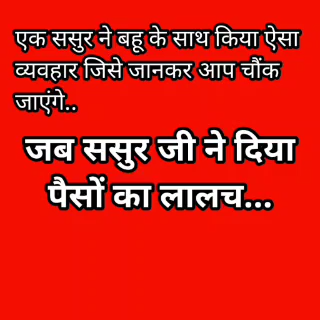 एक ससुर ने बहू के साथ किया ऐसा
व्यवहार जिसे जानकर आप चौंक
जाएंगे..
जब ससुर जी ने दिया
पैसों का लालच...